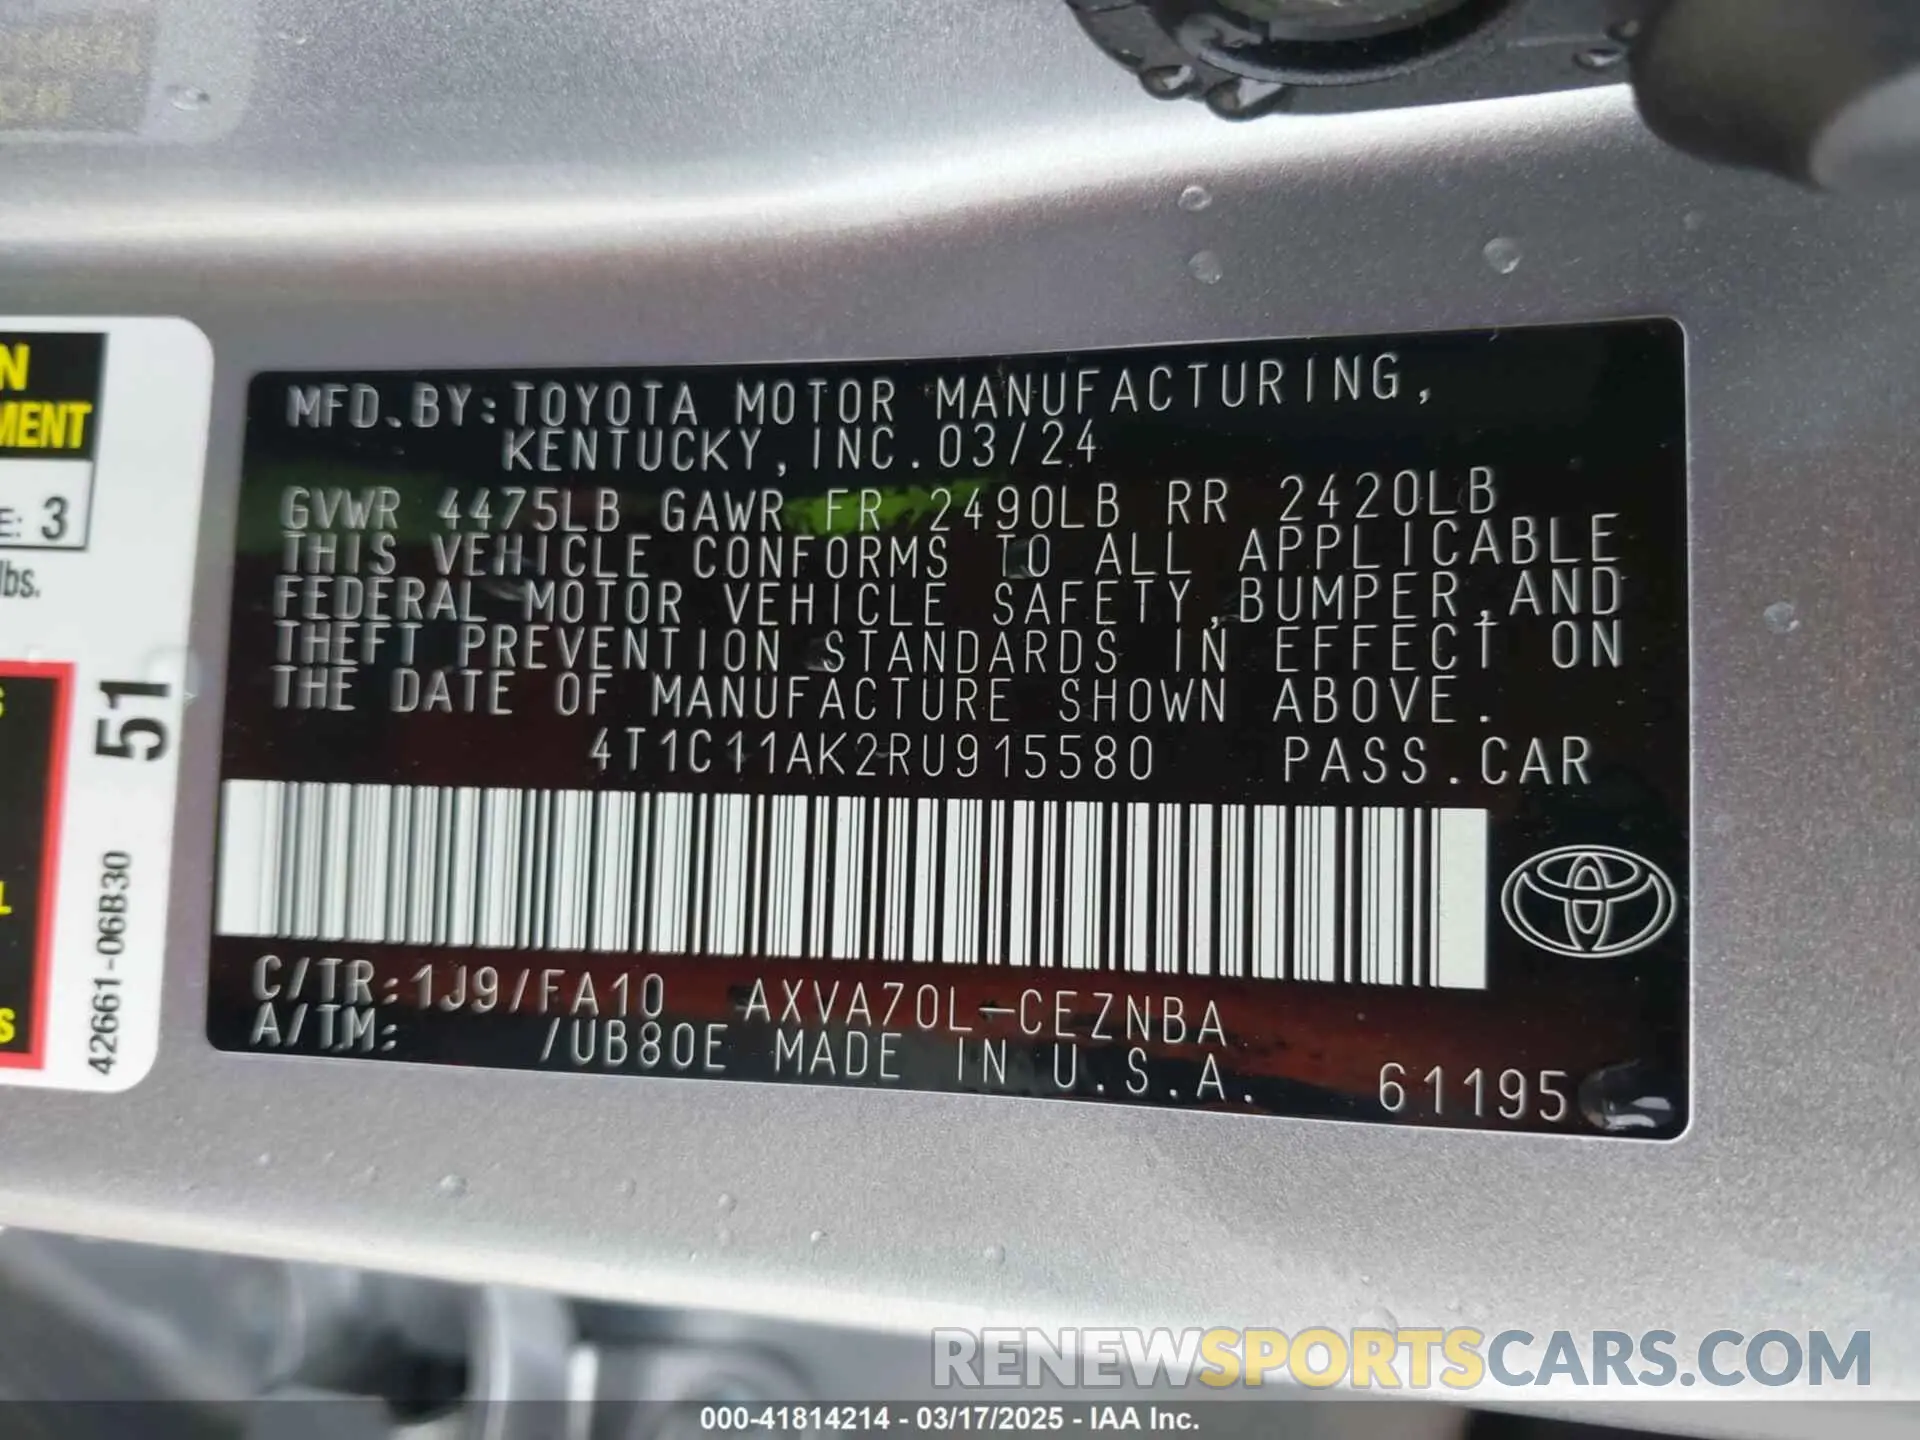 N
MENT
E: 3
lbs.
S
L
S
51
42661-06B30
MFD.BY:TOYOTA MOTOR MANUFACTURING,
KENTUCKY,INC.03/24
GVWR 4475LB GAWR FR 2490LB RR 2420LB
THIS VEHICLE CONFORMS TO ALL APPLICABLE
FEDERAL MOTOR VEHICLE SAFETY,BUMPER,AND
THEFT PREVENTION STANDARDS IN EFFECT ON
THE DATE OF MANUFACTURE SHOWN ABOVE.
4T1C11AK2RU915580 PASS.CAR
C/TR:1J9/FA10 AXVA70L-CEZNBA
A/TM: /UB80E MADE IN U.S.A.
61195
RENEWSPORTSCARS.COM
000-41814214 - 03/17/2025 - IAA Inc.